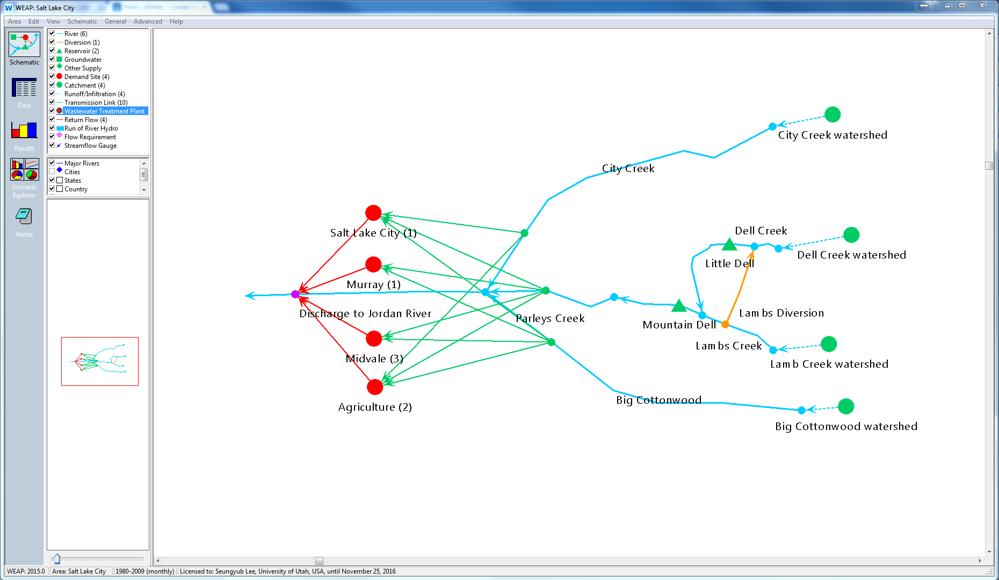 WEAP: Salt Lake City
Area Edit View Schematic General Advanced Help
Schematic
Data
Results
Scenario
Explorer
Notes
River (6)
Diversion (1)
Reservoir (2)
Groundwater
Other Supply
Demand Site (4)
Catchment (4)
Runoff/Infiltration (4)
Transmission Link (10)
Wastewater Treatment Plant
Return Flow (4)
Run of River Hydro
Flow Requirement
Streamflow Gauge
Major Rivers
Cities
States
Country
City Creek watershed
City Creek
Dell Creek
Salt Lake City (1)
Dell Creek watershed
Little Dell
Murray (1)
Discharge to Jordan River
Lambs Diversion
Parleys Creek
Mountain Dell
Lambs Creek
Midvale (3)
Lamb Creek watershed
Big Cottonwood
Agriculture (2)
Big Cottonwood watershed
WEAP: 2015.0 Area: Salt Lake City 1980-2009 (monthly) Licensed to: Seungyub Lee, University of Utah, USA, until November 25, 2016